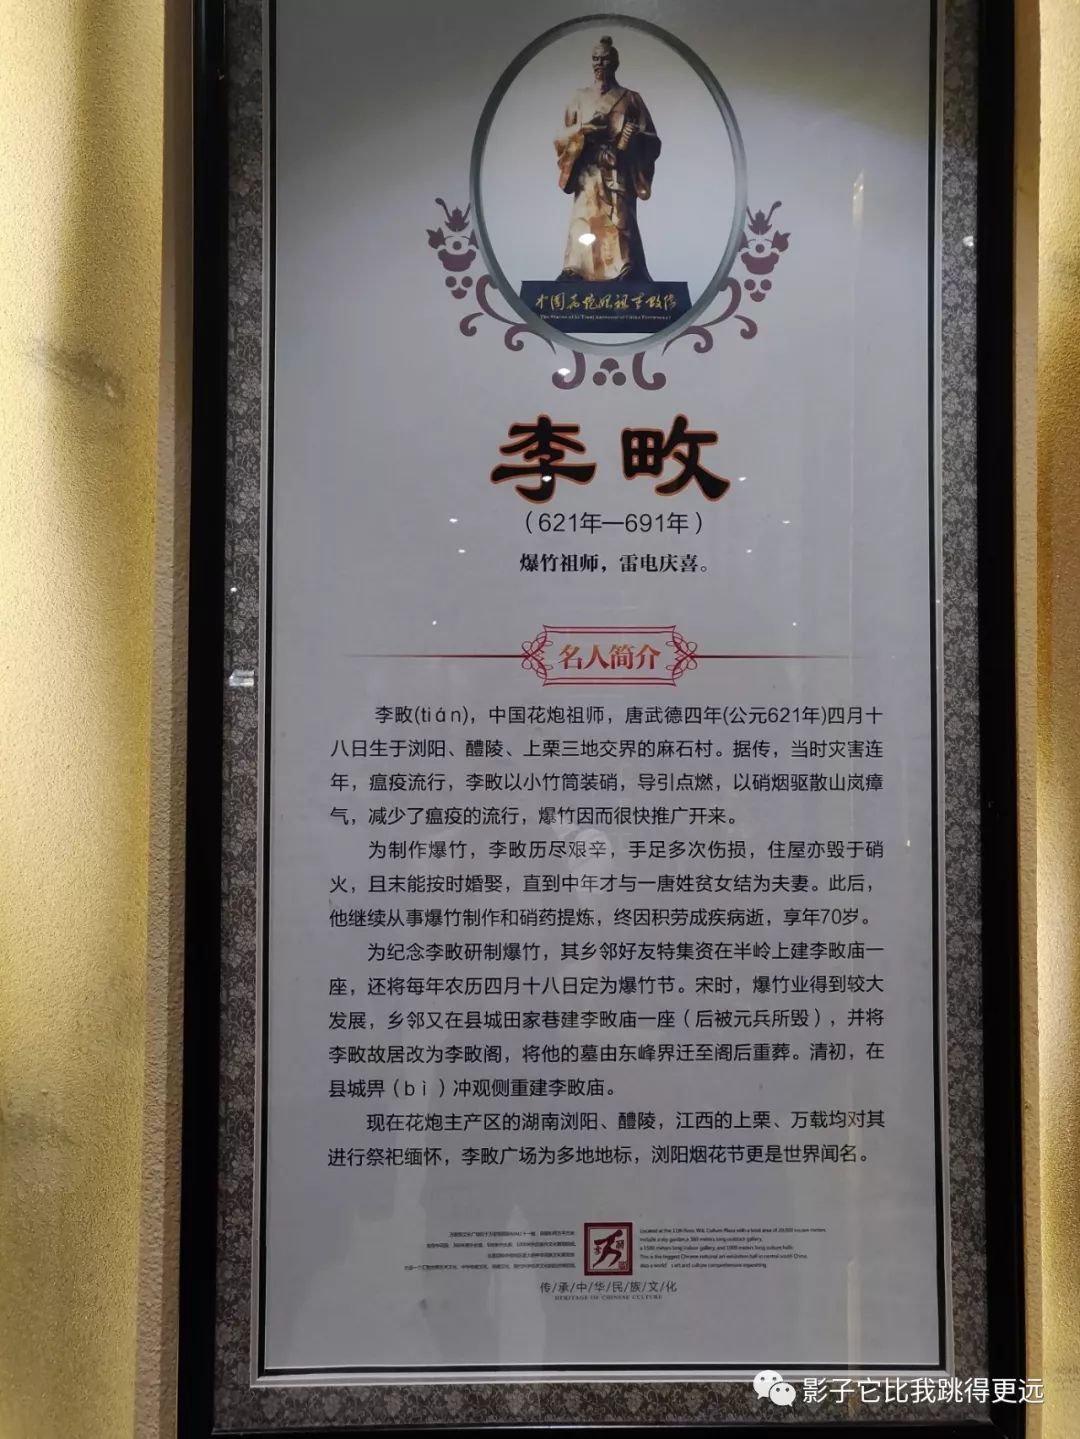 中国花炮始祖李畋像
李畋
（621年—691年）
爆竹祖师，雷电庆喜。
名人简介
李畋(tián)，中国花炮祖师，唐武德四年(公元621年)四月十
八日生于浏阳、醴陵、上栗三地交界的麻石村。据传，当时灾害连
年，瘟疫流行，李畋以小竹筒装硝，导引点燃，以硝烟驱散山岚瘴
气，减少了瘟疫的流行，爆竹因而很快推广开来。
为制作爆竹，李畋历尽艰辛，手足多次伤损，住屋亦毁于硝
火，且末能按时婚娶，直到中年才与一唐姓贫女结为夫妻。此后，
他继续从事爆竹制作和硝药提炼，终因积劳成疾病逝，享年70岁。
为纪念李畋研制爆竹，其乡邻好友特集资在半岭上建李畋庙一
座，还将每年农历四月十八日定为爆竹节。宋时，爆竹业得到较大
发展，乡邻又在县城田家巷建李畋庙一座（后被元兵所毁），并将
李畋故居改为李畋阁，将他的墓由东峰界迁至阁后重葬。清初，在
县城畀（bì）冲观侧重建李畋庙。
现在花炮主产区的湖南浏阳、醴陵，江西的上栗、万载均对其
进行祭祀缅怀，李畋广场为多地地标，浏阳烟花节更是世界闻名。
传/承/中/华/民/族/文/化
HERITAGE OF CHINESE CULTURE
影子它比我跳得更远